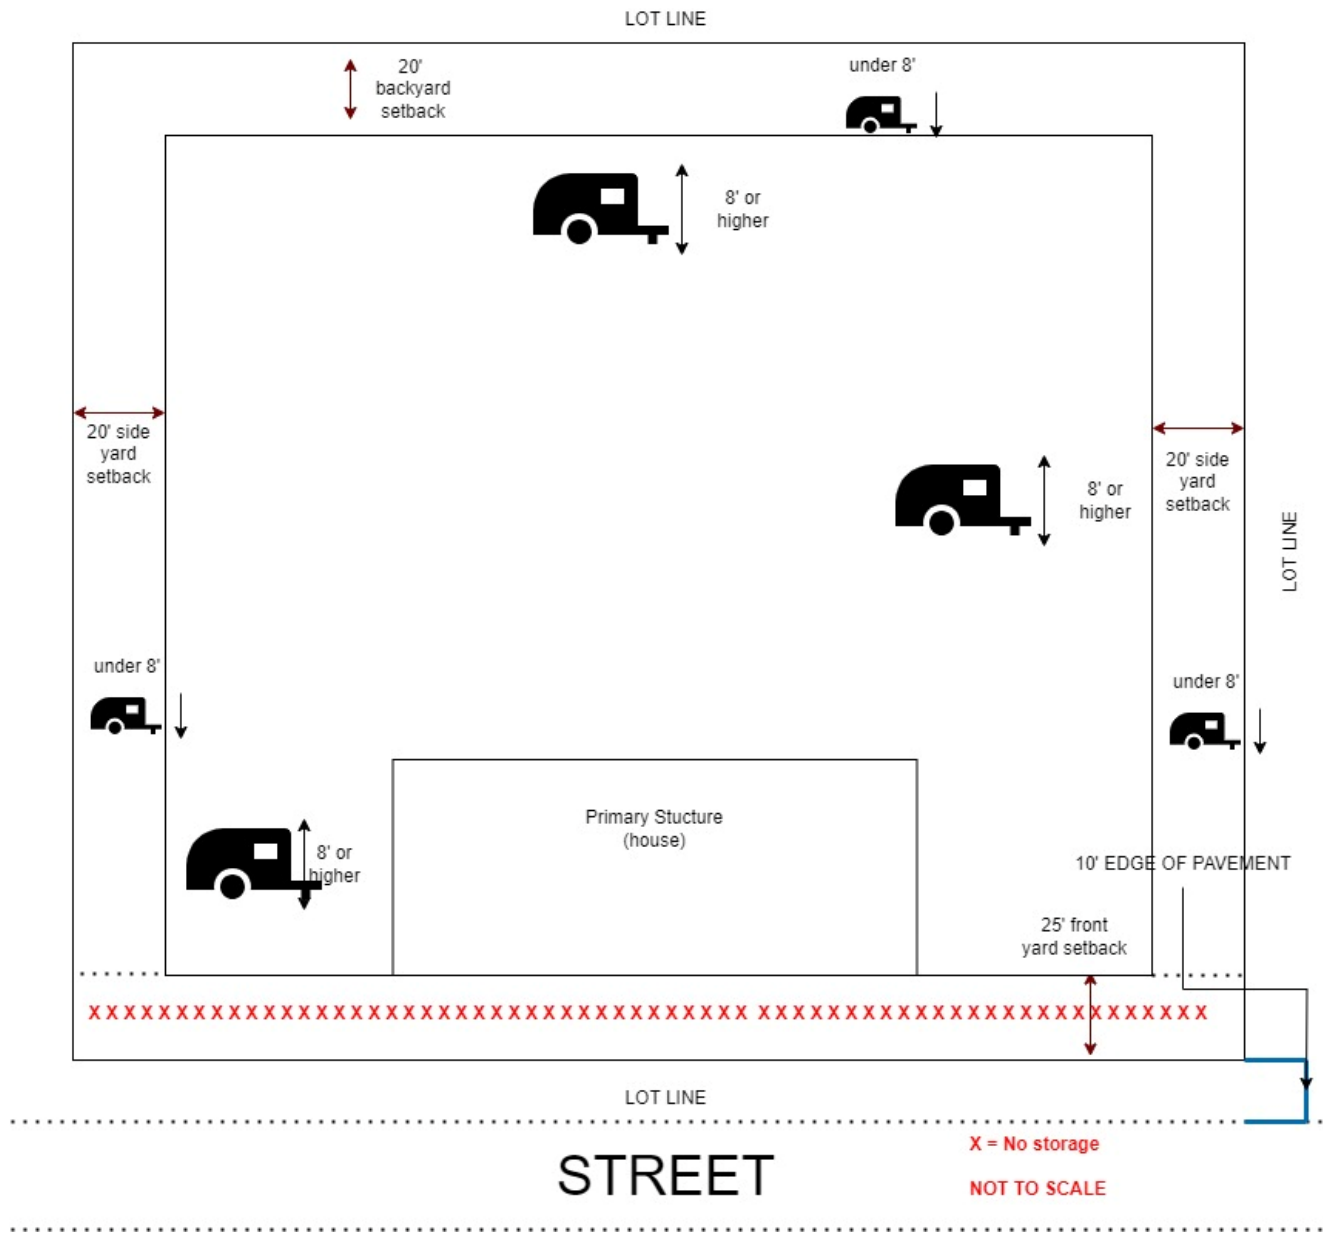 LOT LINE
20'
backyard
setback
under 8'
8' or
higher
20' side
yard
setback
20' side
yard
setback
8' or
higher
LOT LINE
under 8'
under 8'
Primary Stucture
(house)
8' or
higher
10' EDGE OF PAVEMENT
25' front
yard setback
X X X X X X X X X X X X X X X X X X X X X X X X X X X X X X X X X X X X X X X X X X X X X X X X X X X X X X X X X X X X X X
LOT LINE
X = No storage
STREET
NOT TO SCALE